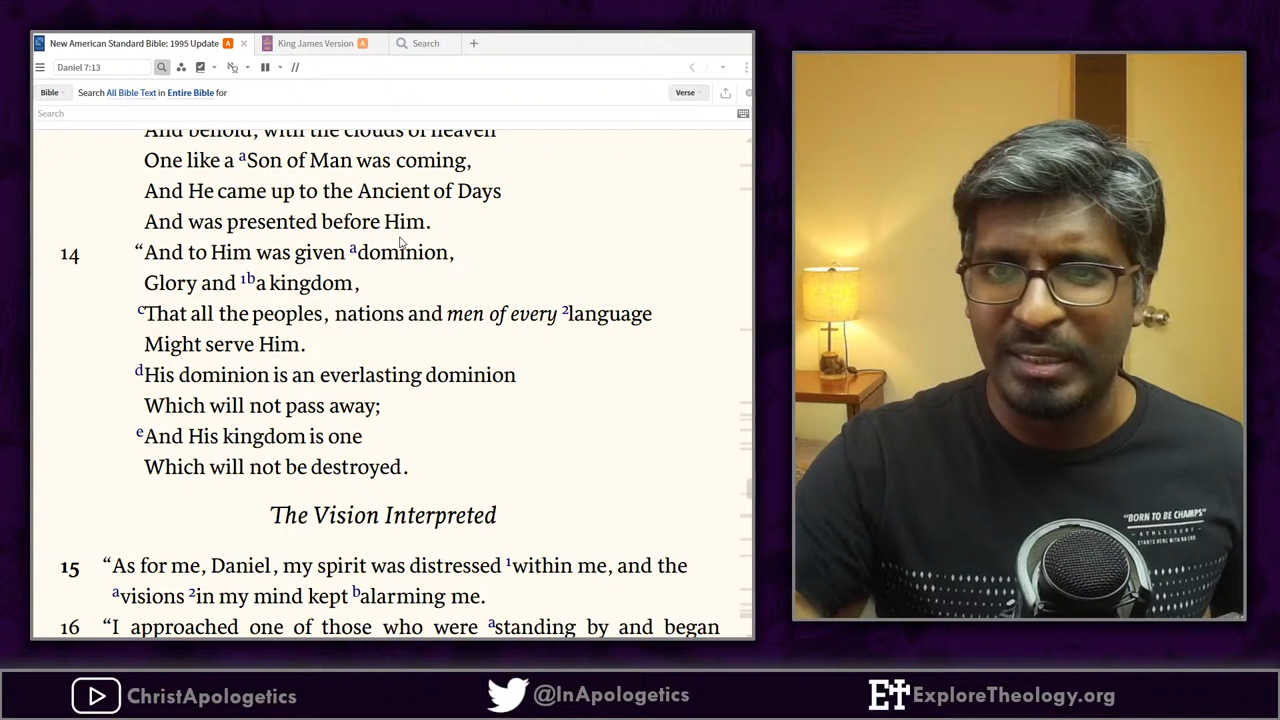 New American Standard Bible: 1995 Update A
King James Version A
Search
Daniel 7:13
Bible Search All Bible Text in Entire Bible for
Verse
Search
And behold, with the clouds of heaven
One like a aSon of Man was coming,
And He came up to the Ancient of Days
And was presented before Him.
14 “And to Him was given adominion,
Glory and 1ba kingdom,
cThat all the peoples, nations and men of every 2language
Might serve Him.
dHis dominion is an everlasting dominion
Which will not pass away;
eAnd His kingdom is one
Which will not be destroyed.
The Vision Interpreted
15 “As for me, Daniel, my spirit was distressed 1within me, and the
avisions 2in my mind kept balarming me.
16 “I approached one of those who were astanding by and began
“BORN TO BE CHAMPS”
ATHLEISURE
STARTS HERE WITH NO END
ChristApologetics
@InApologetics
ET ExploreTheology.org